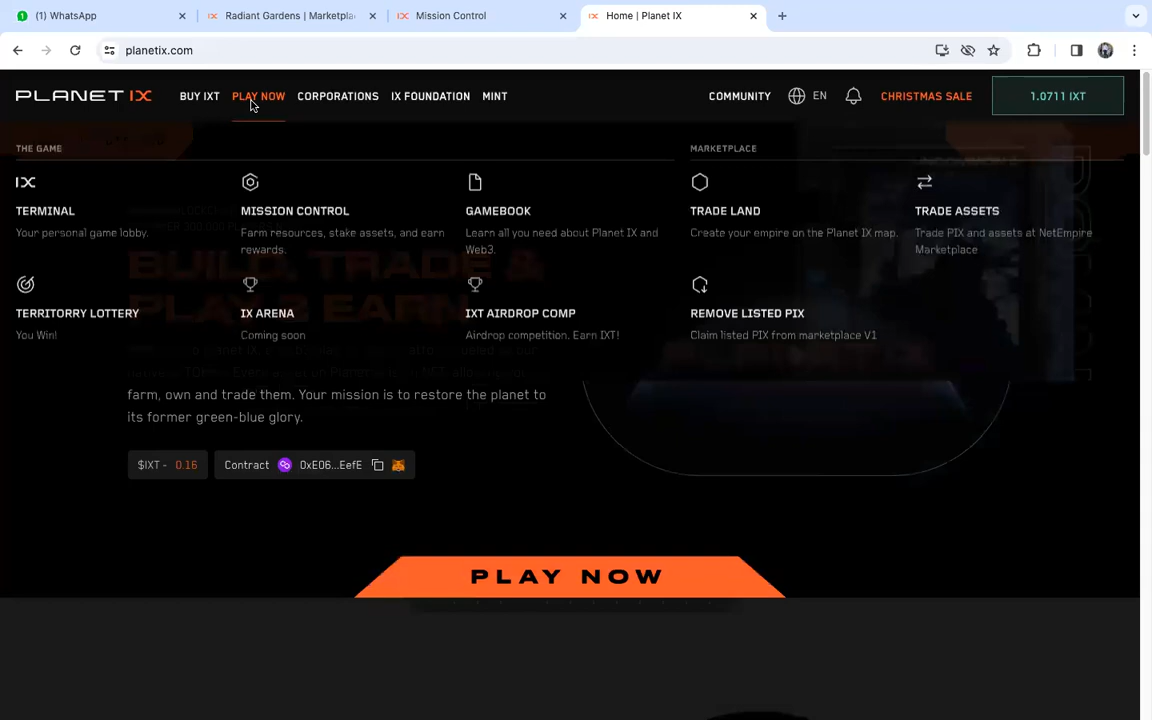 (1) WhatsApp
Radiant Gardens | Marketpla
Mission Control
Home | Planet IX
planetix.com
PLANET IX
BUY IXT
PLAY NOW
CORPORATIONS
IX FOUNDATION
MINT
COMMUNITY
EN
CHRISTMAS SALE
1.0711 IXT
THE GAME
MARKETPLACE
TERMINAL
Your personal game lobby.
MISSION CONTROL
Farm resources, stake assets, and earn
rewards.
GAMEBOOK
Learn all you need about Planet IX and
Web3.
TRADE LAND
Create your empire on the Planet IX map.
TRADE ASSETS
Trade PIX and assets at NetEmpire
Marketplace
TERRITORRY LOTTERY
You Win!
IX ARENA
Coming soon
IXT AIRDROP COMP
Airdrop competition. Earn IXT!
REMOVE LISTED PIX
Claim listed PIX from marketplace V1
BUILD, TRADE &
PLAY & EARN
farm, own and trade them. Your mission is to restore the planet to
its former green-blue glory.
$IXT - 0.16
Contract 0xE06...EefE
PLAY NOW